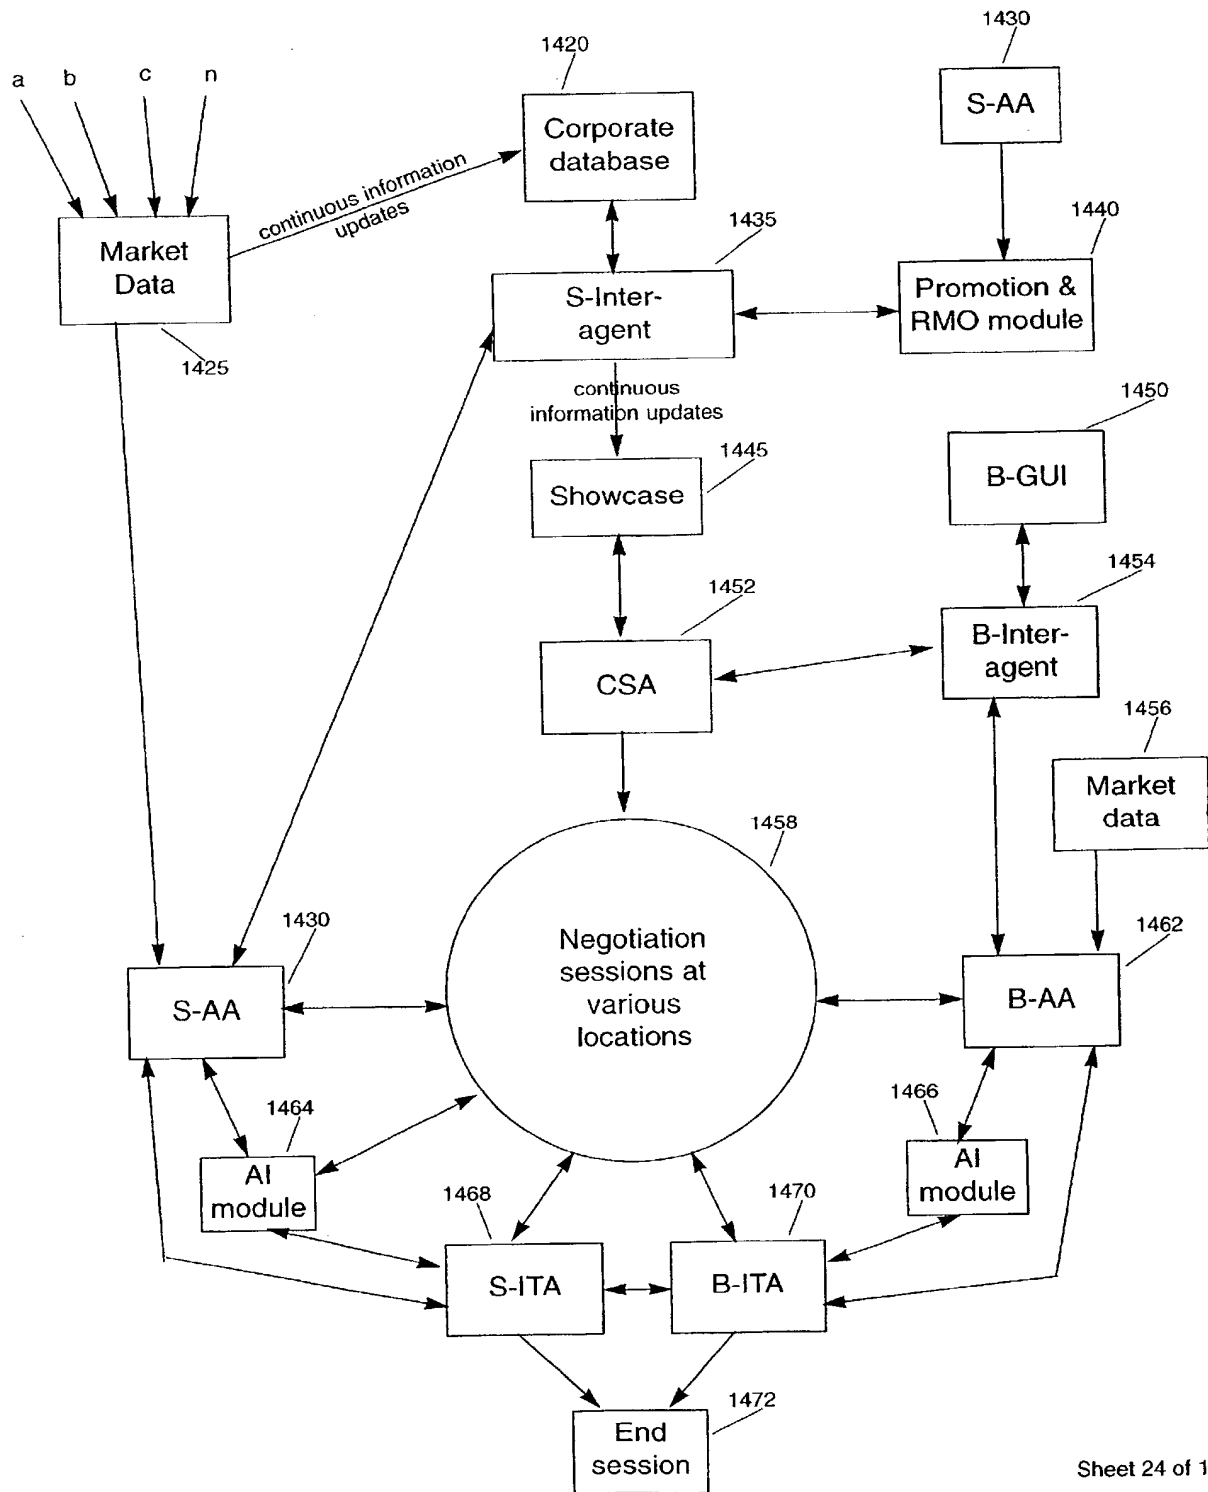 1420
1430
a
b
c
n
S-AA
Corporate
database
continuous information
updates
1435
1440
Market
Data
S-Inter-
agent
Promotion &
RMO module
1425
continuous
information updates
1450
1445
B-GUI
Showcase
1452
1454
B-Inter-
agent
CSA
1456
Market
data
1458
1430
1462
Negotiation
sessions at
various
locations
S-AA
B-AA
1464
1466
AI
module
AI
module
1468
1470
S-ITA
B-ITA
1472
End
session
Sheet 24 of 1